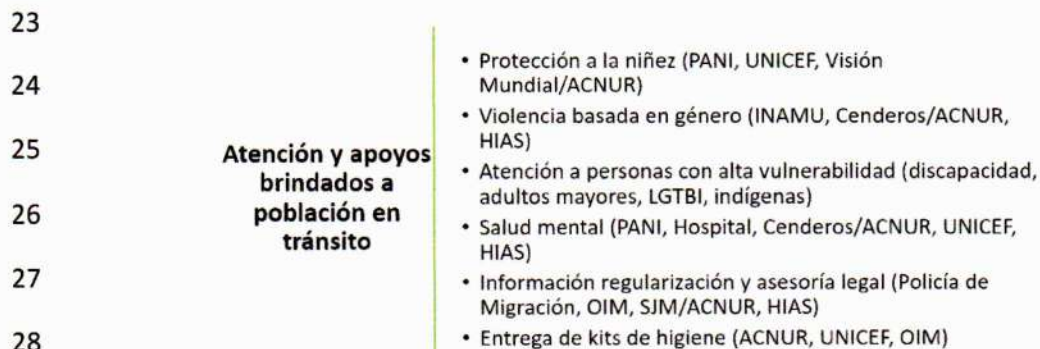 23
24
25
26
27
28
Atención y apoyos
brindados a
población en
tránsito
• Protección a la niñez (PANI, UNICEF, Visión
Mundial/ACNUR)
• Violencia basada en género (INAMU, Cenderos/ACNUR,
HIAS)
• Atención a personas con alta vulnerabilidad (discapacidad,
adultos mayores, LGTBI, indígenas)
• Salud mental (PANI, Hospital, Cenderos/ACNUR, UNICEF,
HIAS)
• Información regularización y asesoría legal (Policía de
Migración, OIM, SJM/ACNUR, HIAS)
• Entrega de kits de higiene (ACNUR, UNICEF, OIM)